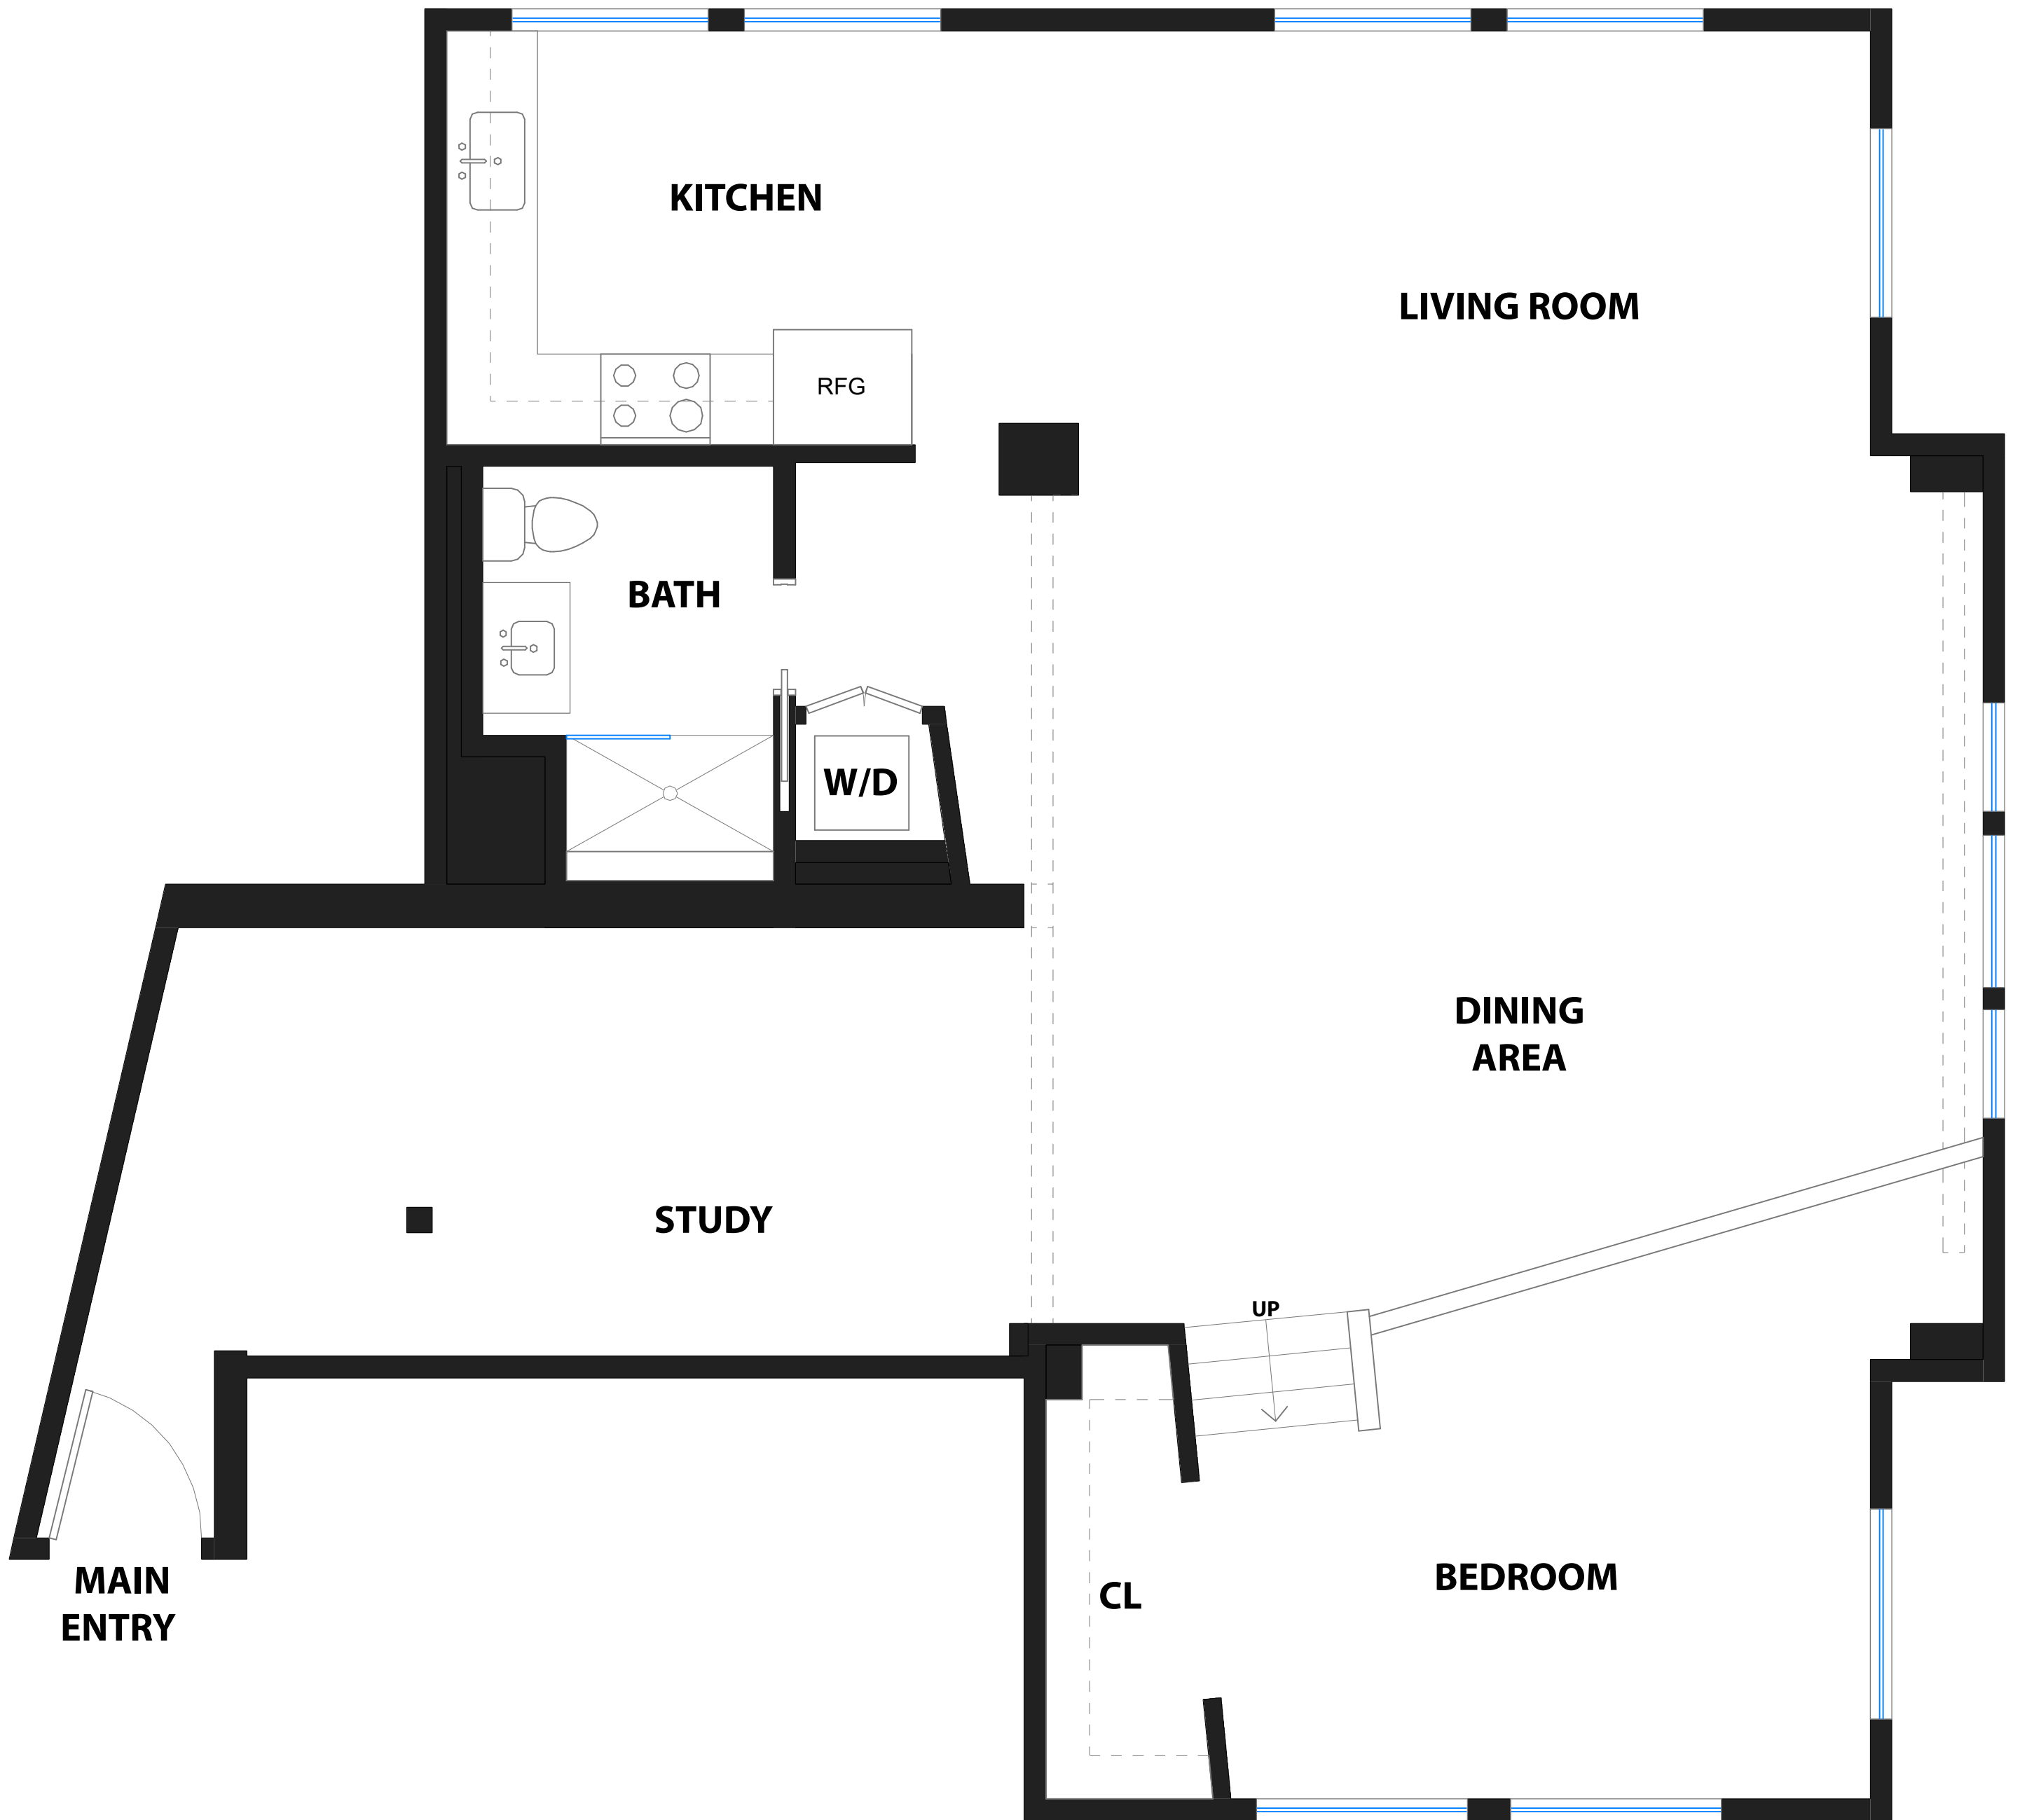 KITCHEN
LIVING ROOM
RFG
BATH
W/D
DINING
AREA
STUDY
UP
MAIN
ENTRY
CL
BEDROOM